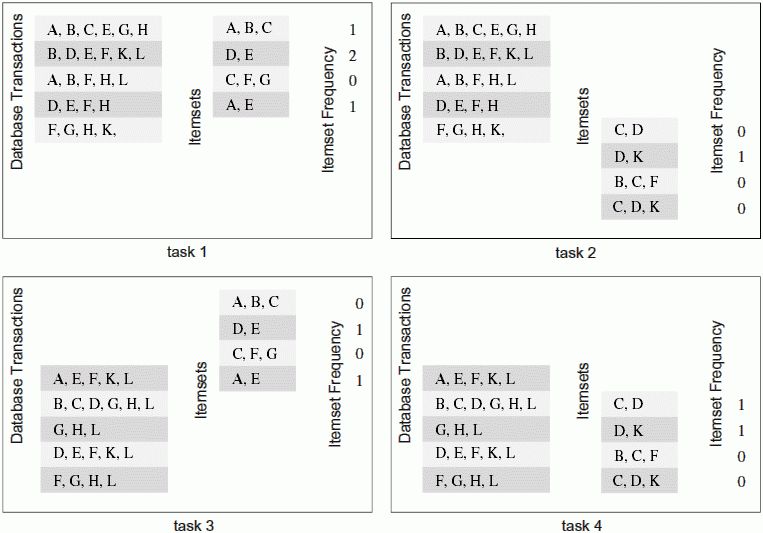 Database Transactions
A, B, C, E, G, H
B, D, E, F, K, L
A, B, F, H, L
D, E, F, H
F, G, H, K,
Itemsets
A, B, C
D, E
C, F, G
A, E
Itemset Frequency
1
2
0
1
task 1
Database Transactions
A, B, C, E, G, H
B, D, E, F, K, L
A, B, F, H, L
D, E, F, H
F, G, H, K,
Itemsets
C, D
D, K
B, C, F
C, D, K
Itemset Frequency
0
1
0
0
task 2
Database Transactions
A, E, F, K, L
B, C, D, G, H, L
G, H, L
D, E, F, K, L
F, G, H, L
Itemsets
A, B, C
D, E
C, F, G
A, E
Itemset Frequency
0
1
0
1
task 3
Database Transactions
A, E, F, K, L
B, C, D, G, H, L
G, H, L
D, E, F, K, L
F, G, H, L
Itemsets
C, D
D, K
B, C, F
C, D, K
Itemset Frequency
1
1
0
0
task 4